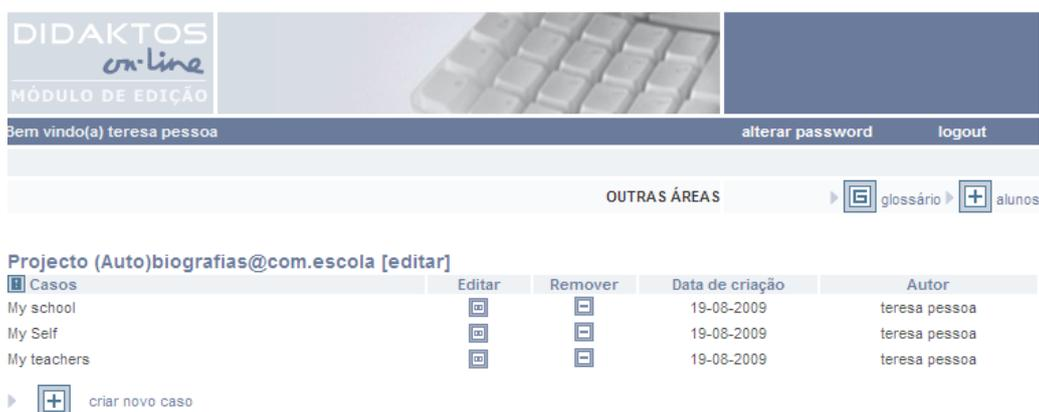 DIDAKTOS
on-line
MÓDULO DE EDIÇÃO
Bem vindo(a) teresa pessoa alterar password logout
OUTRAS ÁREAS glossário alunos
Projecto (Auto)biografias@com.escola [editar]
Casos Editar Remover Data de criação Autor
My school 19-08-2009 teresa pessoa
My Self 19-08-2009 teresa pessoa
My teachers 19-08-2009 teresa pessoa
criar novo caso